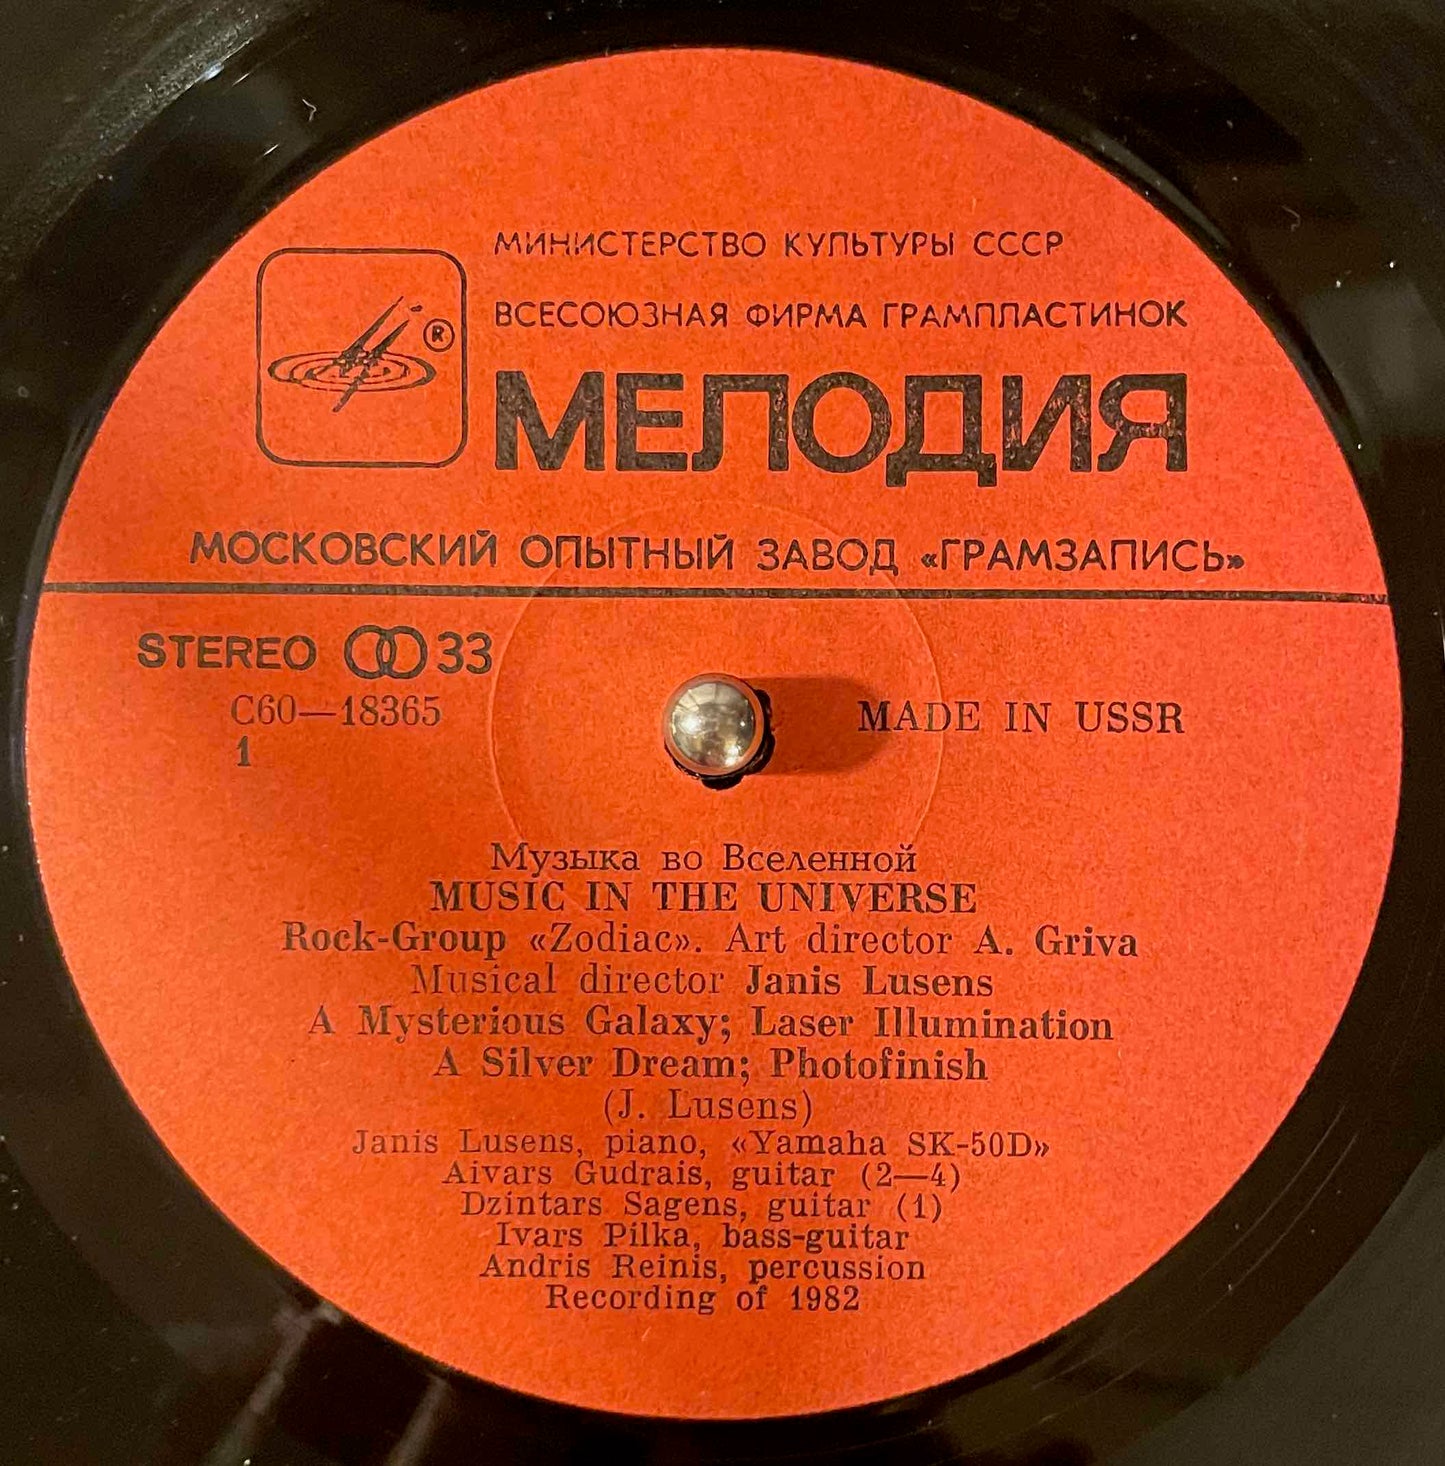 МИНИСТЕРСТВО КУЛЬТУРЫ СССР
ВСЕСОЮЗНАЯ ФИРМА ГРАМПЛАСТИНОК
®
МЕЛОДИЯ
МОСКОВСКИЙ ОПЫТНЫЙ ЗАВОД «ГРАМЗАПИСЬ»
STEREO 33
С60—18365
1
MADE IN USSR
Музыка во Вселенной
MUSIC IN THE UNIVERSE
Rock-Group «Zodiac». Art director A. Griva
Musical director Janis Lusens
A Mysterious Galaxy; Laser Illumination
A Silver Dream; Photofinish
(J. Lusens)
Janis Lusens, piano, «Yamaha SK-50D»
Aivars Gudrais, guitar (2—4)
Dzintars Sagens, guitar (1)
Ivars Pilka, bass-guitar
Andris Reinis, percussion
Recording of 1982